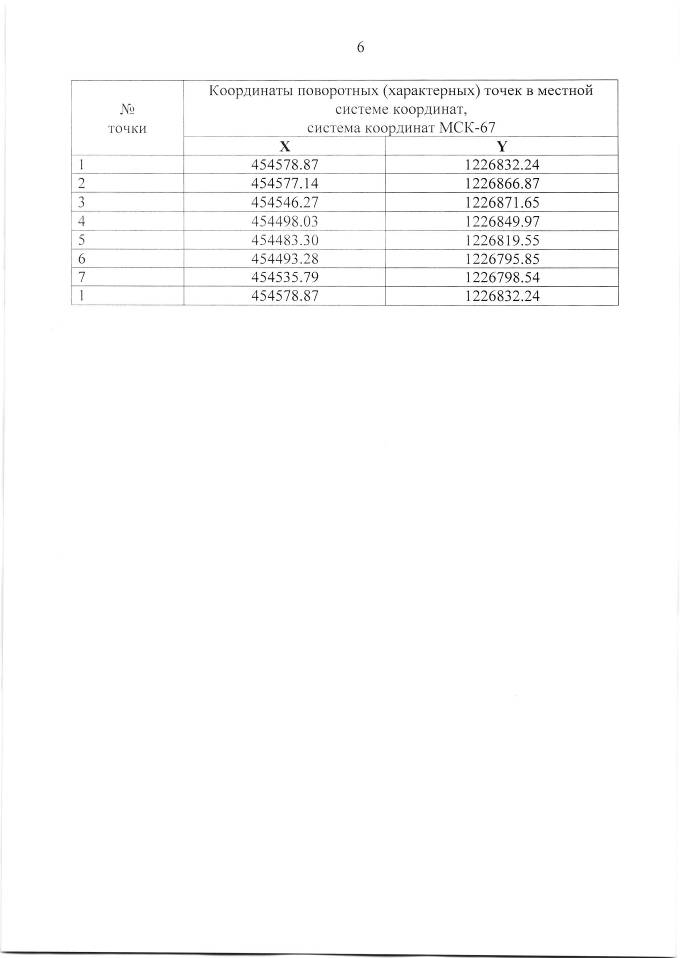 6
№
точки
Координаты поворотных (характерных) точек в местной
системе координат,
система координат МСК-67
X Y
1 454578.87 1226832.24
2 454577.14 1226866.87
3 454546.27 1226871.65
4 454498.03 1226849.97
5 454483.30 1226819.55
6 454493.28 1226795.85
7 454535.79 1226798.54
1 454578.87 1226832.24